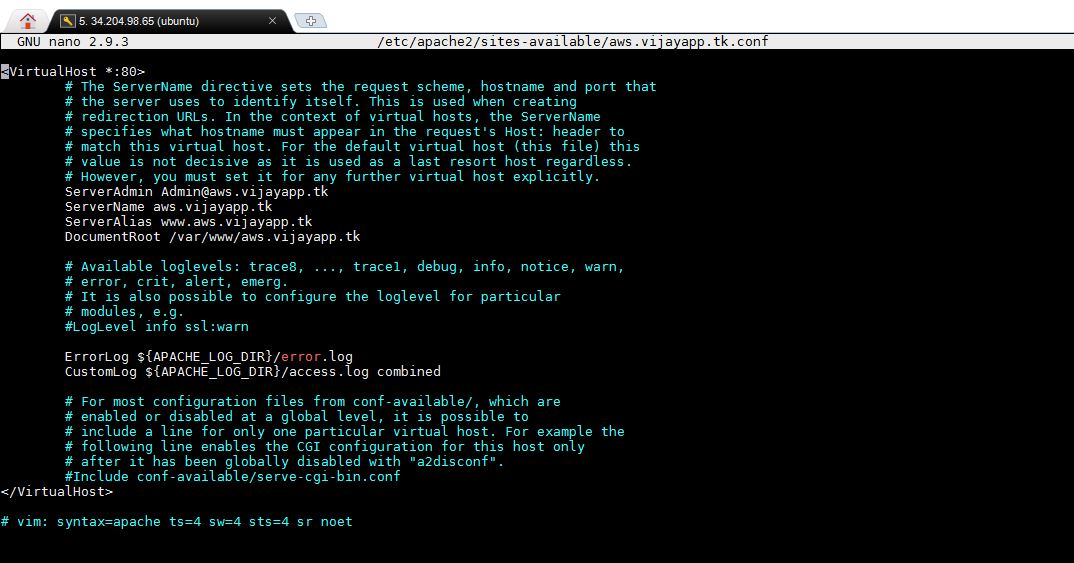 5. 34.204.98.65 (ubuntu)
GNU nano 2.9.3 /etc/apache2/sites-available/aws.vijayapp.tk.conf
<VirtualHost *:80>
# The ServerName directive sets the request scheme, hostname and port that
# the server uses to identify itself. This is used when creating
# redirection URLs. In the context of virtual hosts, the ServerName
# specifies what hostname must appear in the request's Host: header to
# match this virtual host. For the default virtual host (this file) this
# value is not decisive as it is used as a last resort host regardless.
# However, you must set it for any further virtual host explicitly.
ServerAdmin Admin@aws.vijayapp.tk
ServerName aws.vijayapp.tk
ServerAlias www.aws.vijayapp.tk
DocumentRoot /var/www/aws.vijayapp.tk
# Available loglevels: trace8, ..., trace1, debug, info, notice, warn,
# error, crit, alert, emerg.
# It is also possible to configure the loglevel for particular
# modules, e.g.
#LogLevel info ssl:warn
ErrorLog ${APACHE_LOG_DIR}/error.log
CustomLog ${APACHE_LOG_DIR}/access.log combined
# For most configuration files from conf-available/, which are
# enabled or disabled at a global level, it is possible to
# include a line for only one particular virtual host. For example the
# following line enables the CGI configuration for this host only
# after it has been globally disabled with "a2disconf".
#Include conf-available/serve-cgi-bin.conf
</VirtualHost>
# vim: syntax=apache ts=4 sw=4 sts=4 sr noet